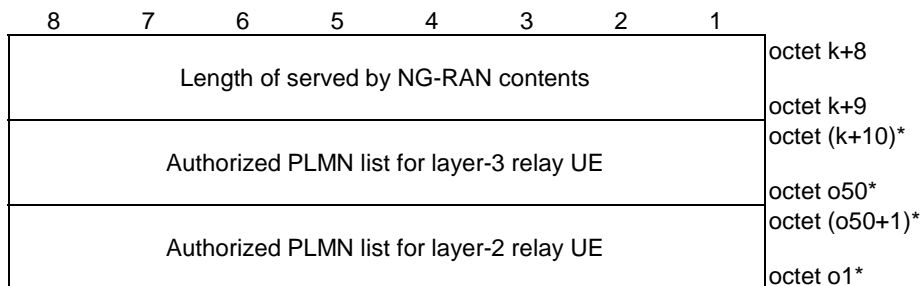 8 7 6 5 4 3 2 1
octet k+8
Length of served by NG-RAN contents
octet k+9
octet (k+10)*
Authorized PLMN list for layer-3 relay UE
octet o50*
octet (o50+1)*
Authorized PLMN list for layer-2 relay UE
octet o1*